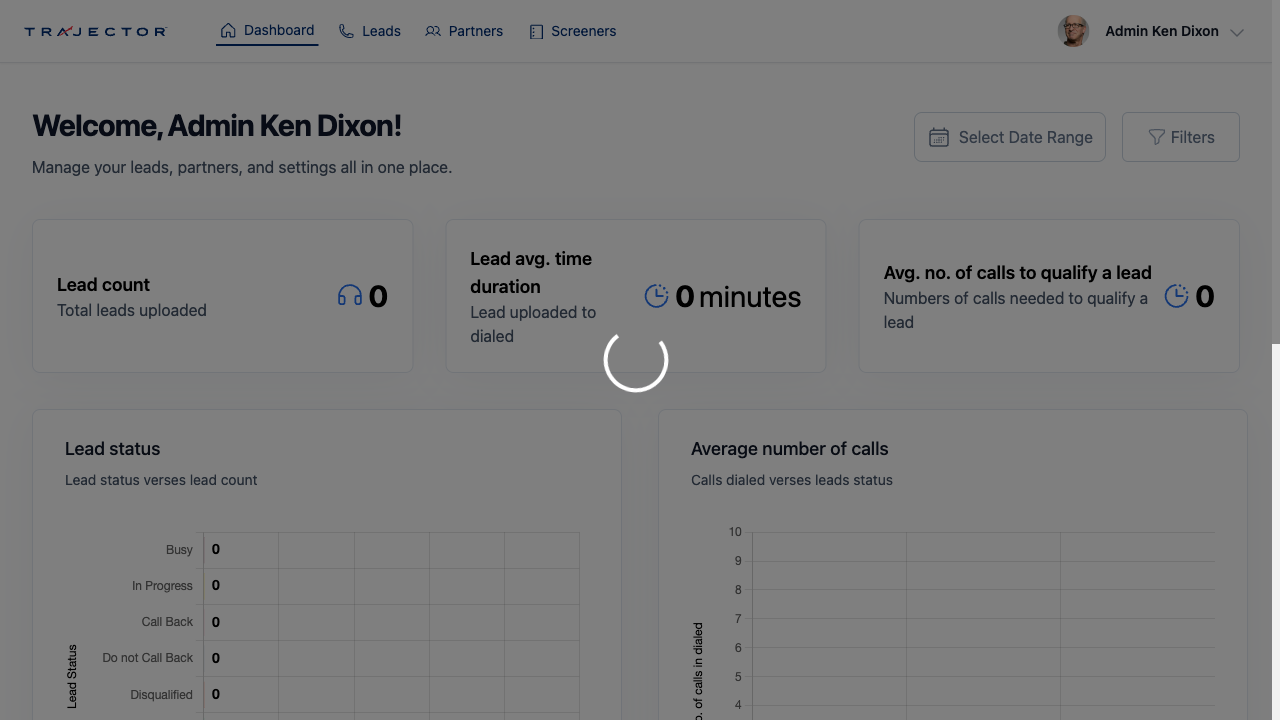 TRAJECTOR
Dashboard
Leads
Partners
Screeners
Admin Ken Dixon
Welcome, Admin Ken Dixon!
Manage your leads, partners, and settings all in one place.
Select Date Range
Filters
Lead count
Total leads uploaded
0
Lead avg. time
duration
Lead uploaded to
dialed
0 minutes
Avg. no. of calls to qualify a lead
Numbers of calls needed to qualify a
lead
0
Lead status
Lead status verses lead count
Lead Status
Busy
0
In Progress
0
Call Back
0
Do not Call Back
0
Disqualified
0
Average number of calls
Calls dialed verses leads status
of calls in dialed
10
9
8
7
6
5
4